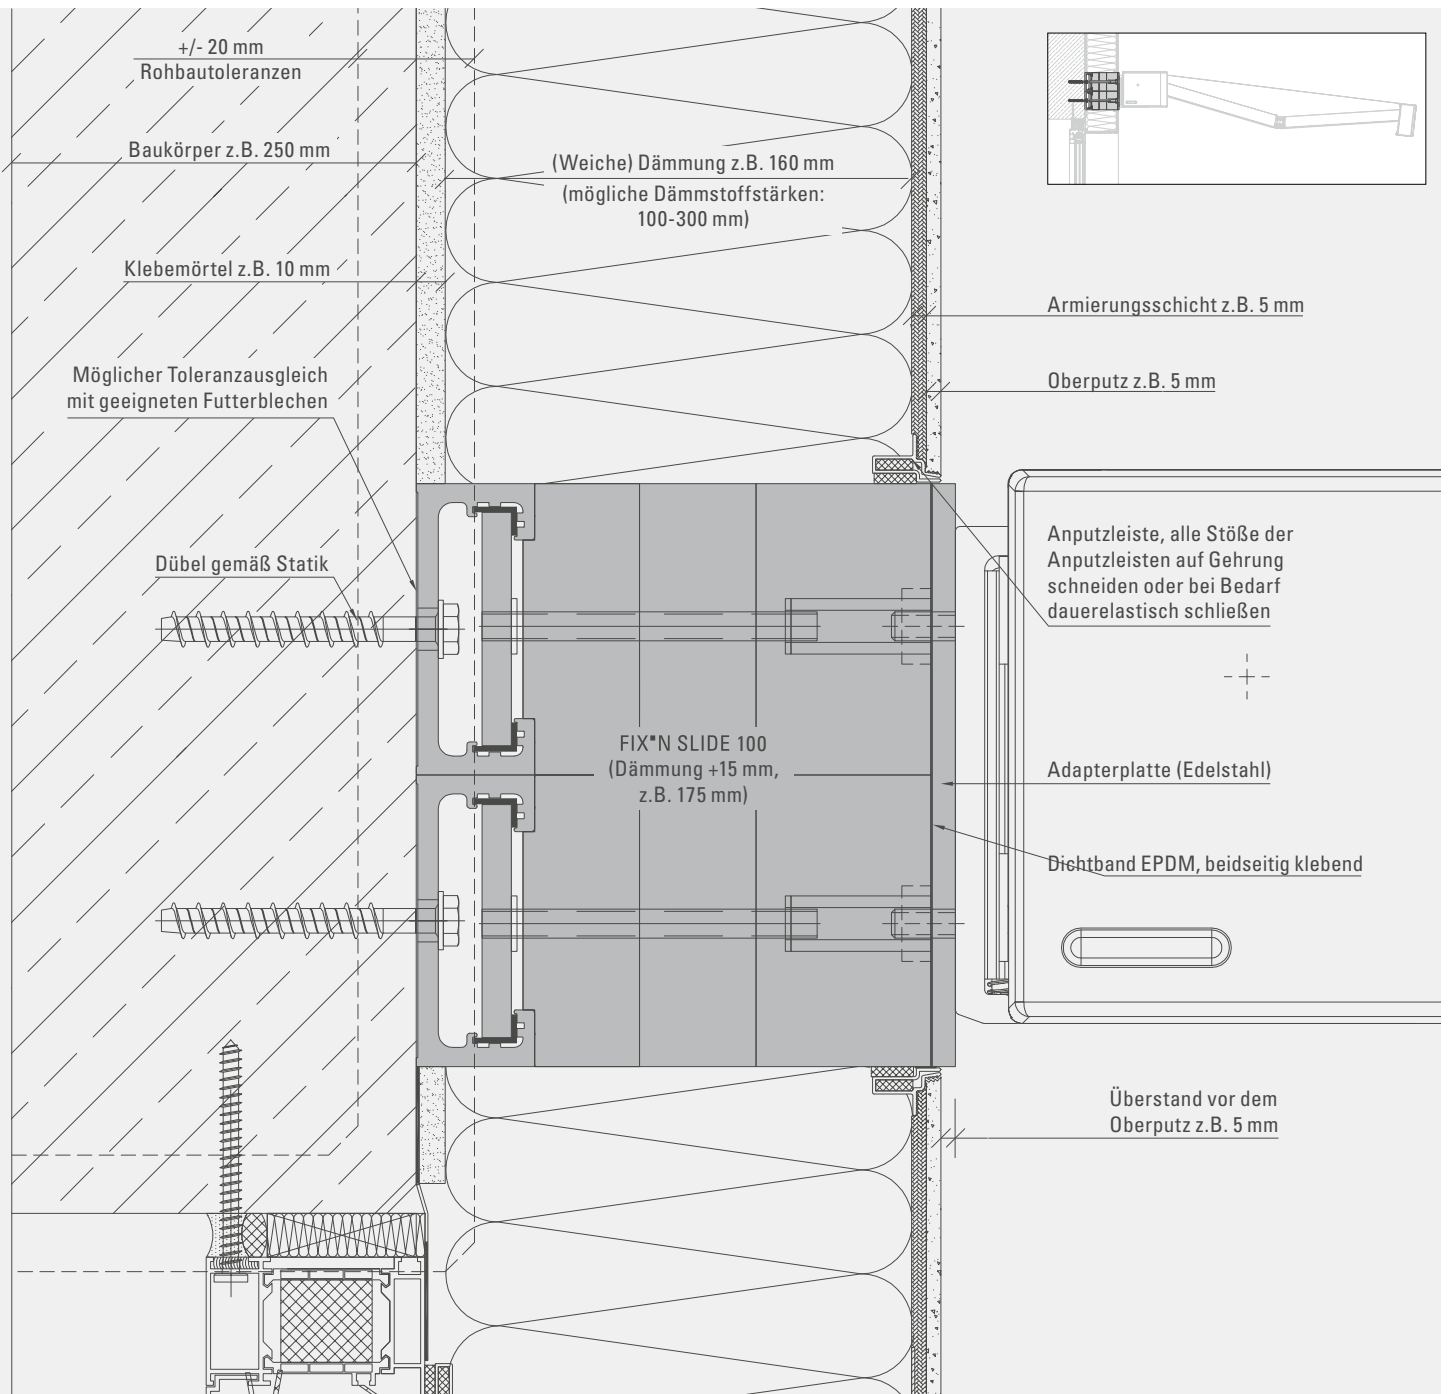 +/- 20 mm
Rohbautoleranzen
Baukörper z.B. 250 mm
(Weiche) Dämmung z.B. 160 mm
(mögliche Dämmstoffstärken:
100-300 mm)
Klebemörtel z.B. 10 mm
Armierungsschicht z.B. 5 mm
Möglicher Toleranzausgleich
mit geeigneten Futterblechen
Oberputz z.B. 5 mm
Anputzleiste, alle Stöße der
Anputzleisten auf Gehrung
schneiden oder bei Bedarf
dauerelastisch schließen
Dübel gemäß Statik
FIX■N SLIDE 100
(Dämmung +15 mm,
z.B. 175 mm)
Adapterplatte (Edelstahl)
Dichtband EPDM, beidseitig klebend
Überstand vor dem
Oberputz z.B. 5 mm